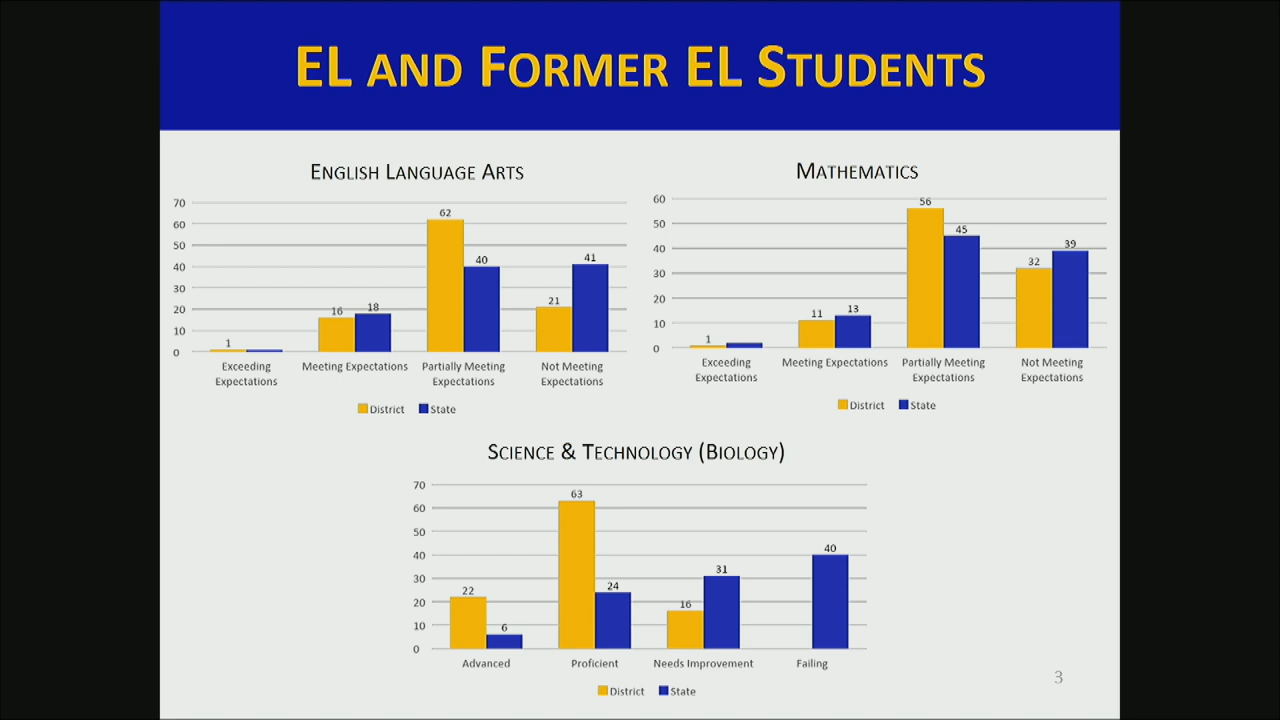 EL AND FORMER EL STUDENTS
ENGLISH LANGUAGE ARTS
70
60
50
40
30
20
10
0
1
16
18
62
40
21
41
Exceeding Expectations
Meeting Expectations
Partially Meeting Expectations
Not Meeting Expectations
District
State
MATHEMATICS
60
50
40
30
20
10
0
1
11
13
56
45
32
39
Exceeding Expectations
Meeting Expectations
Partially Meeting Expectations
Not Meeting Expectations
District
State
SCIENCE & TECHNOLOGY (BIOLOGY)
70
60
50
40
30
20
10
0
22
6
63
24
16
31
40
Advanced
Proficient
Needs Improvement
Failing
District
State
3